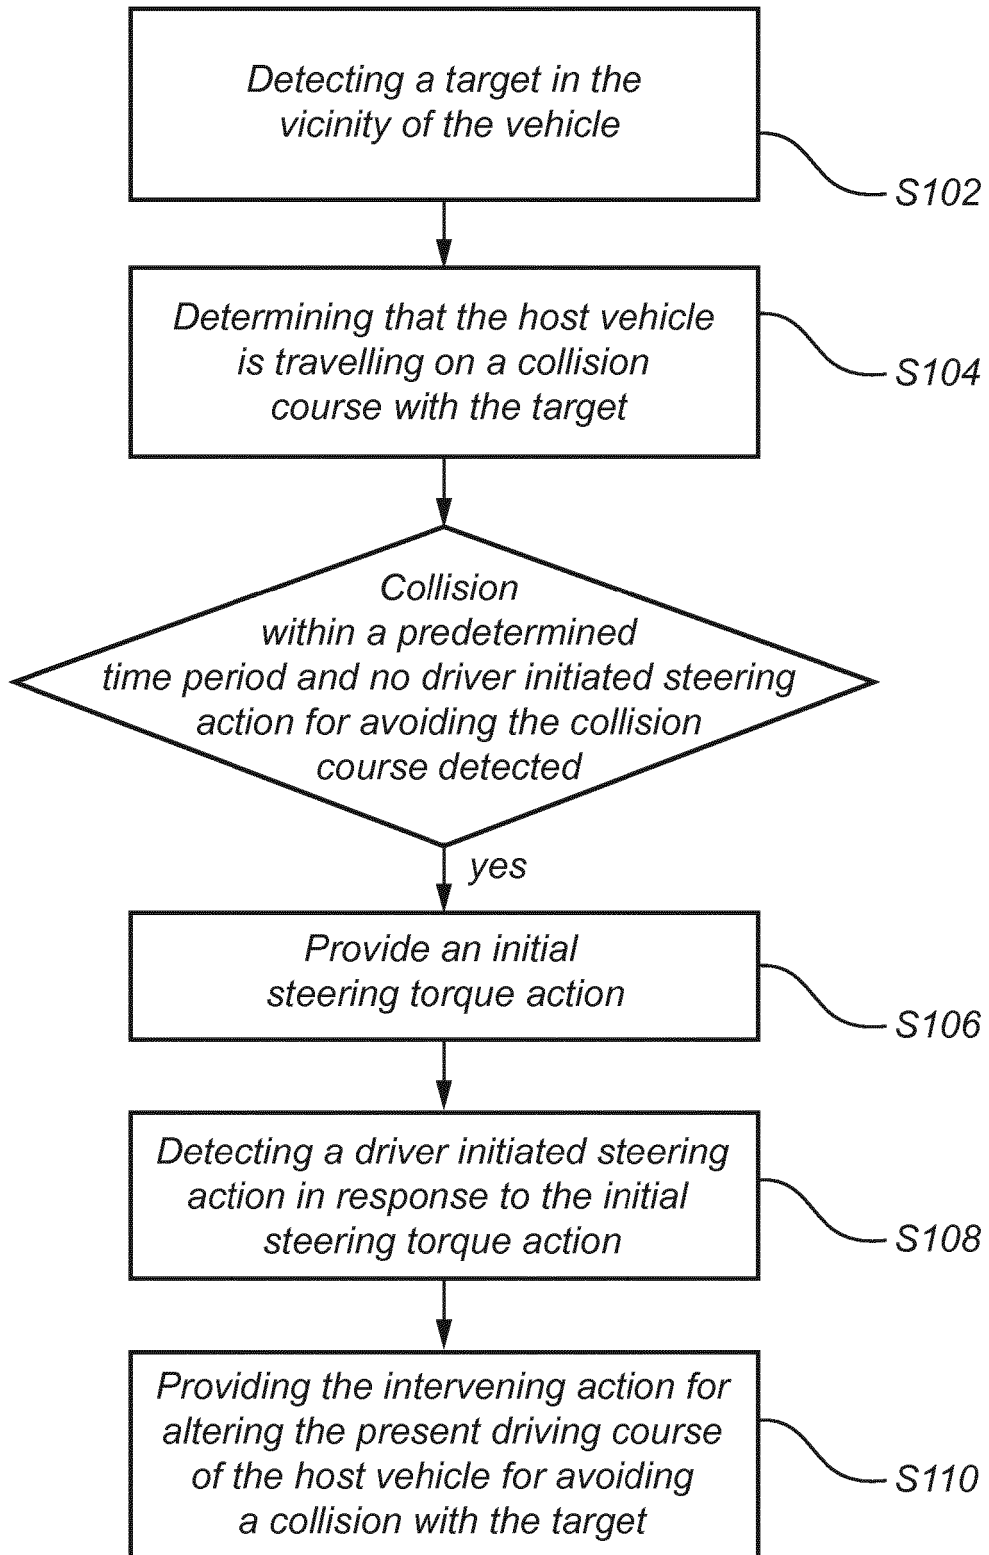 Detecting a target in the
vicinity of the vehicle
S102
Determining that the host vehicle
is travelling on a collision
course with the target
S104
Collision
within a predetermined
time period and no driver initiated steering
action for avoiding the collision
course detected
yes
Provide an initial
steering torque action
S106
Detecting a driver initiated steering
action in response to the initial
steering torque action
S108
Providing the intervening action for
altering the present driving course
of the host vehicle for avoiding
a collision with the target
S110